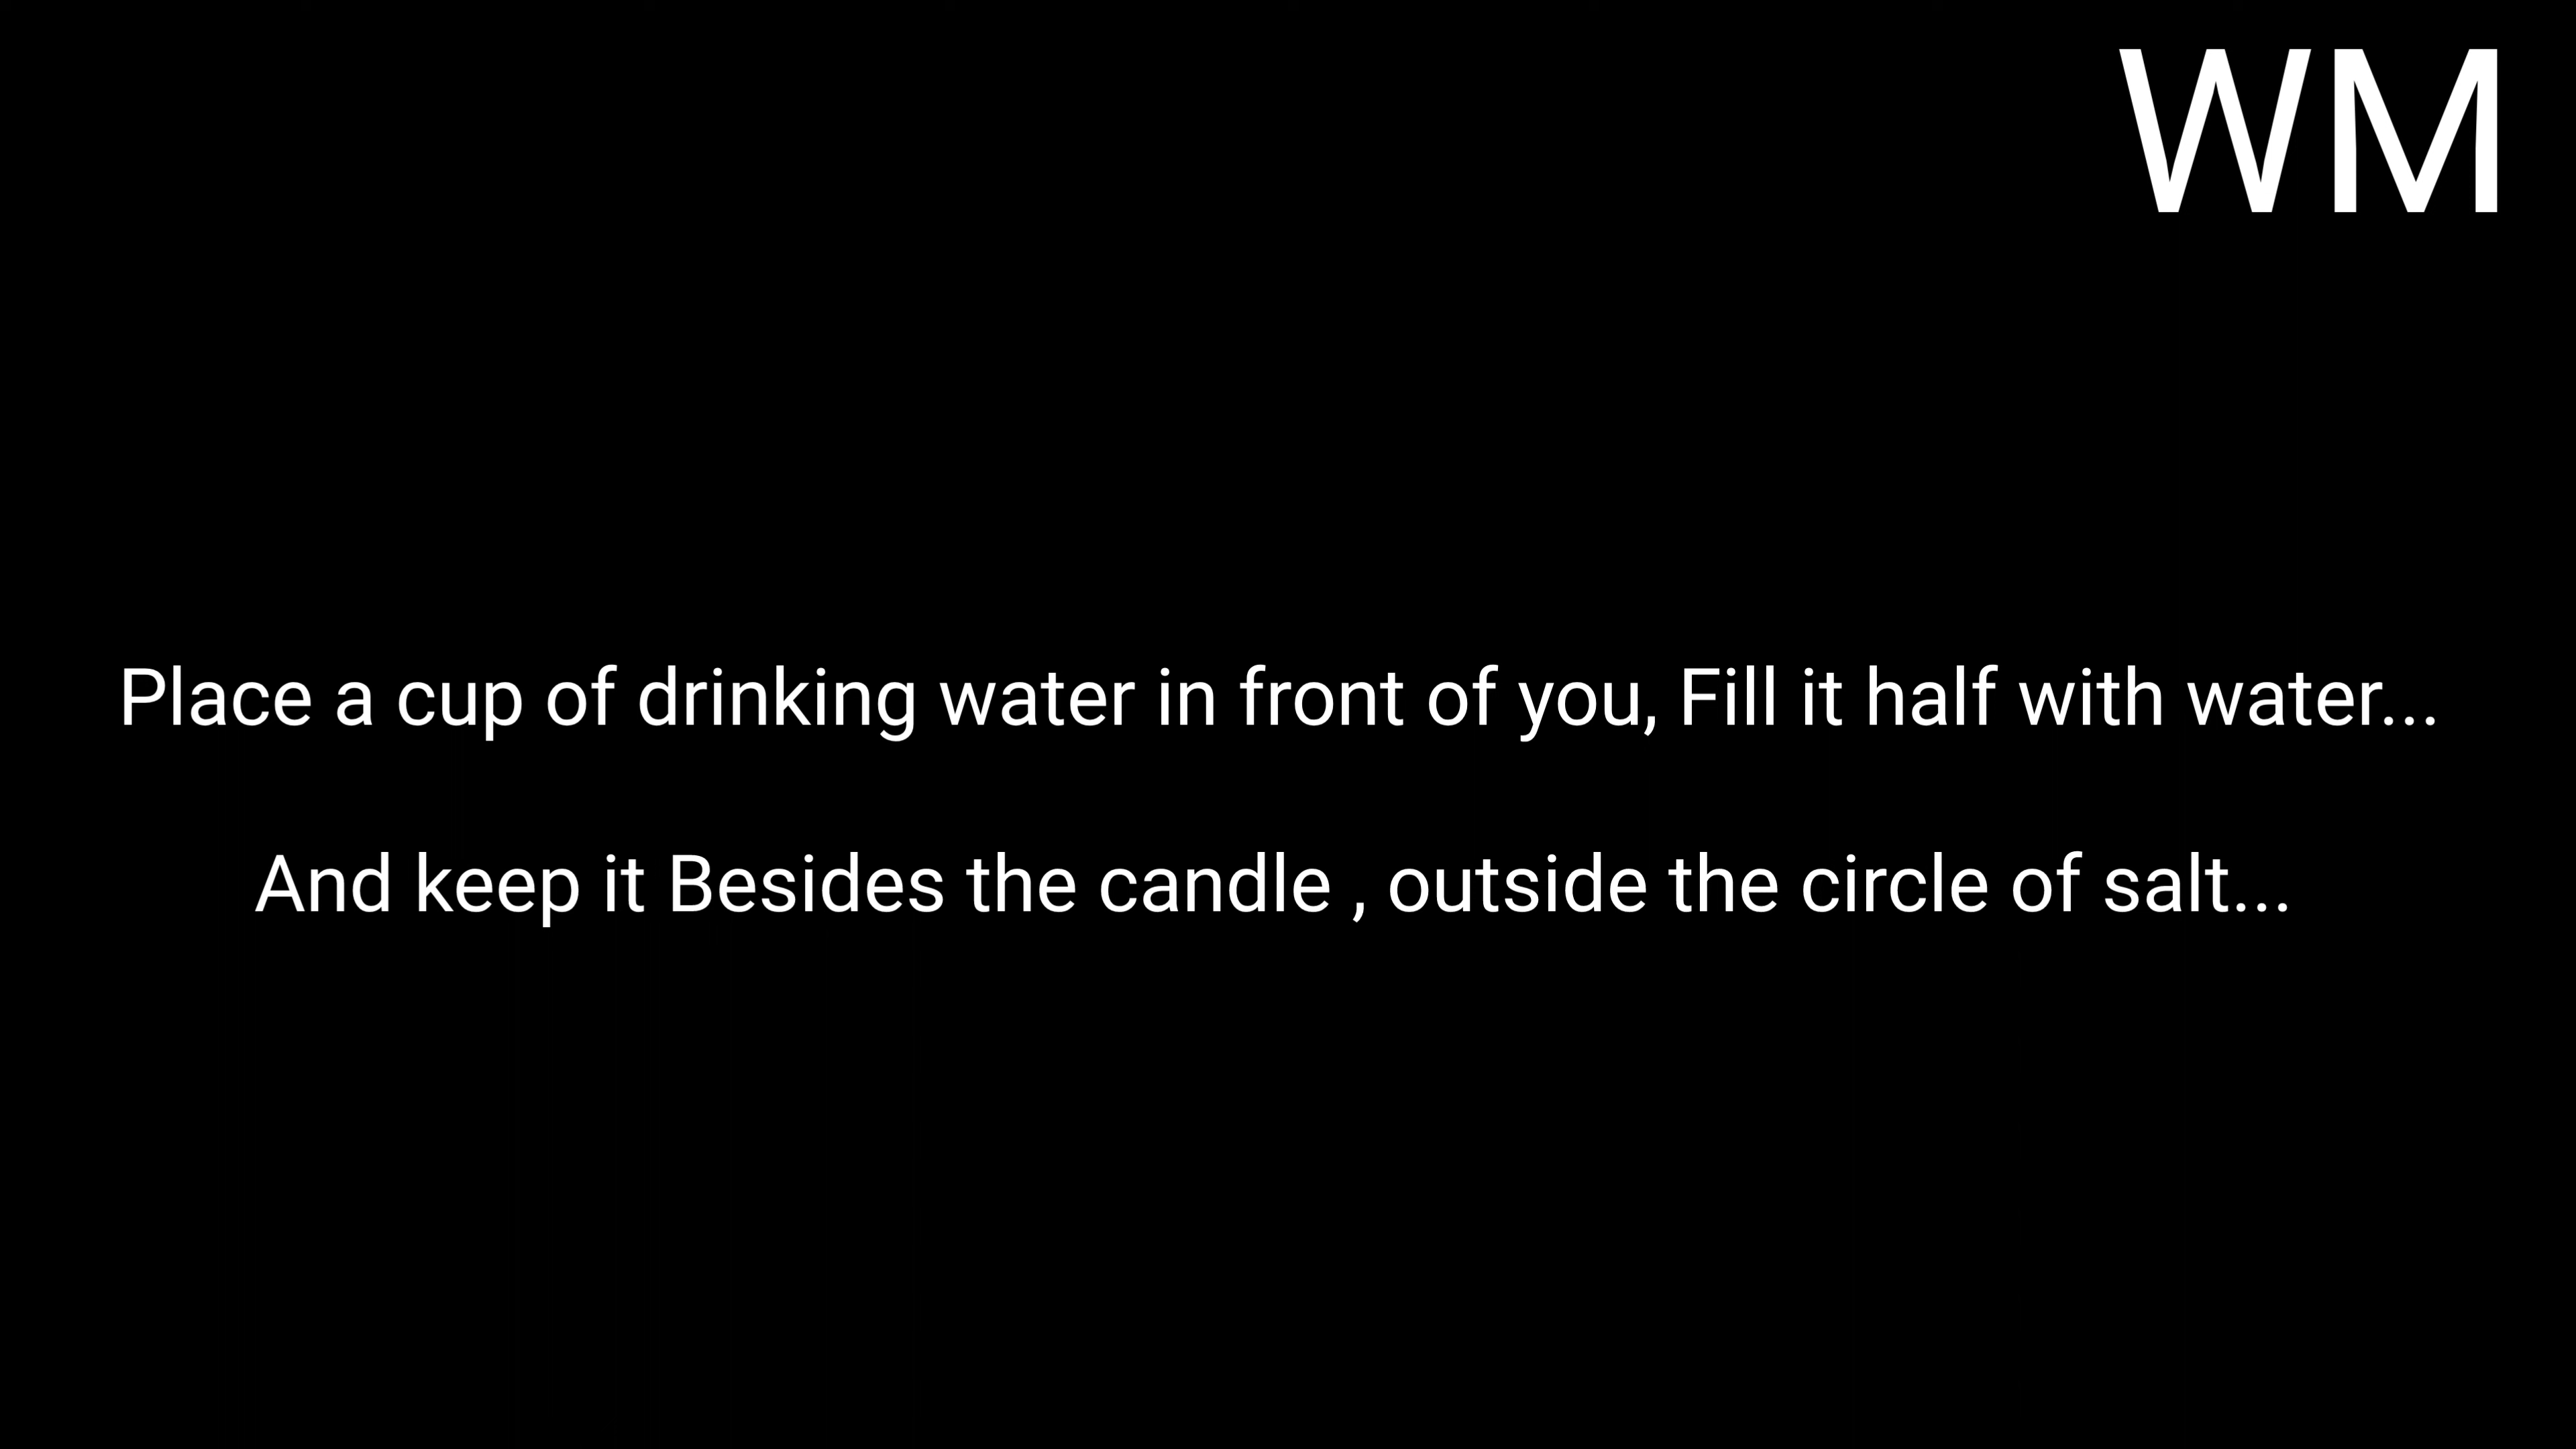 WM
Place a cup of drinking water in front of you, Fill it half with water...
And keep it Besides the candle , outside the circle of salt...